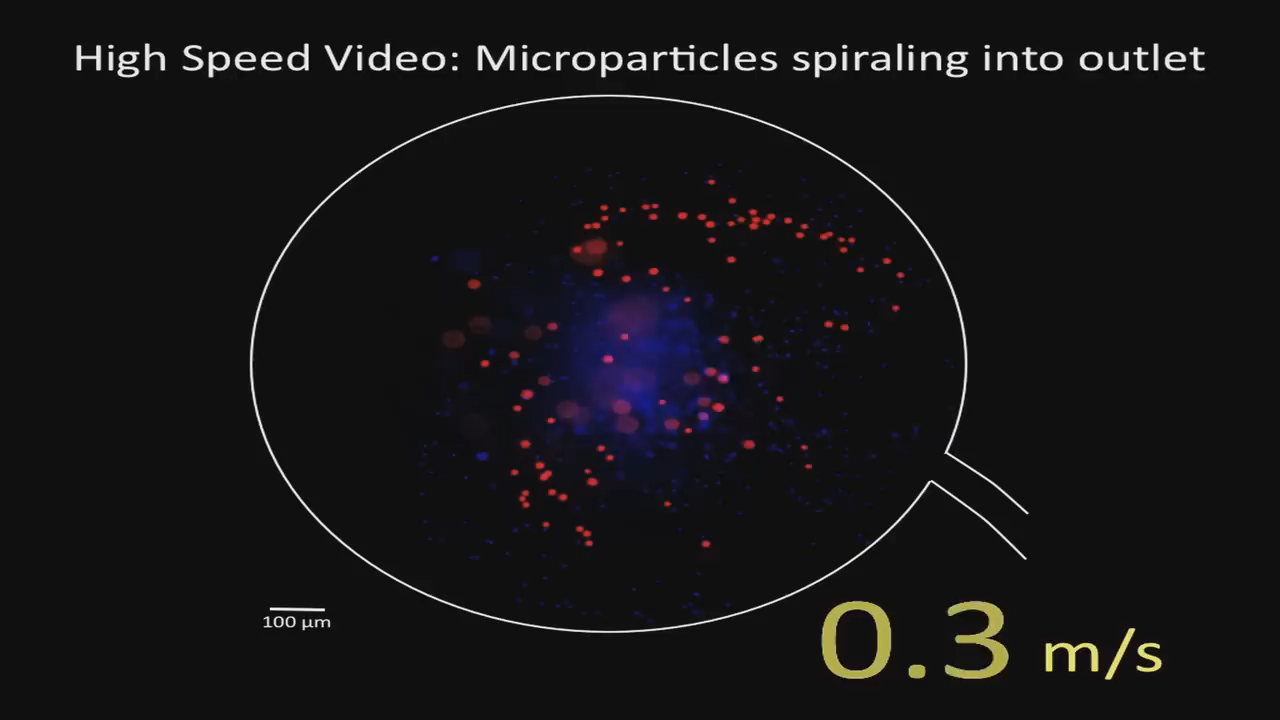 High Speed Video: Microparticles spiraling into outlet
100 μm
0.3 m/s